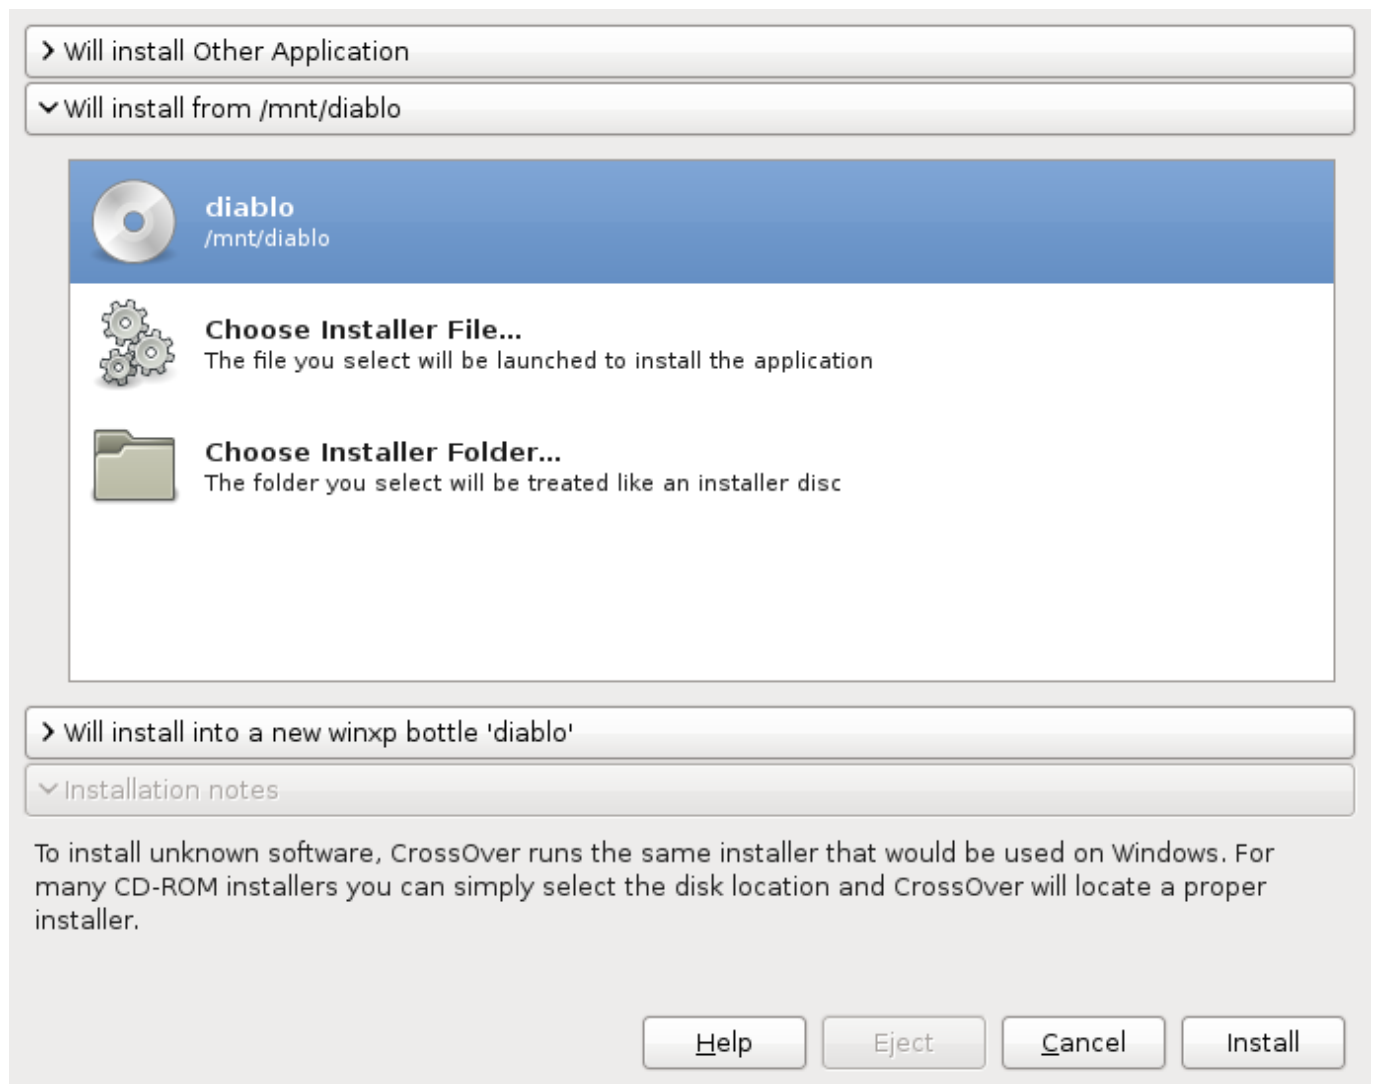 Will install Other Application
Will install from /mnt/diablo
diablo
/mnt/diablo
Choose Installer File...
The file you select will be launched to install the application
Choose Installer Folder...
The folder you select will be treated like an installer disc
Will install into a new winxp bottle 'diablo'
Installation notes
To install unknown software, CrossOver runs the same installer that would be used on Windows. For
many CD-ROM installers you can simply select the disk location and CrossOver will locate a proper
installer.
Help Eject Cancel Install